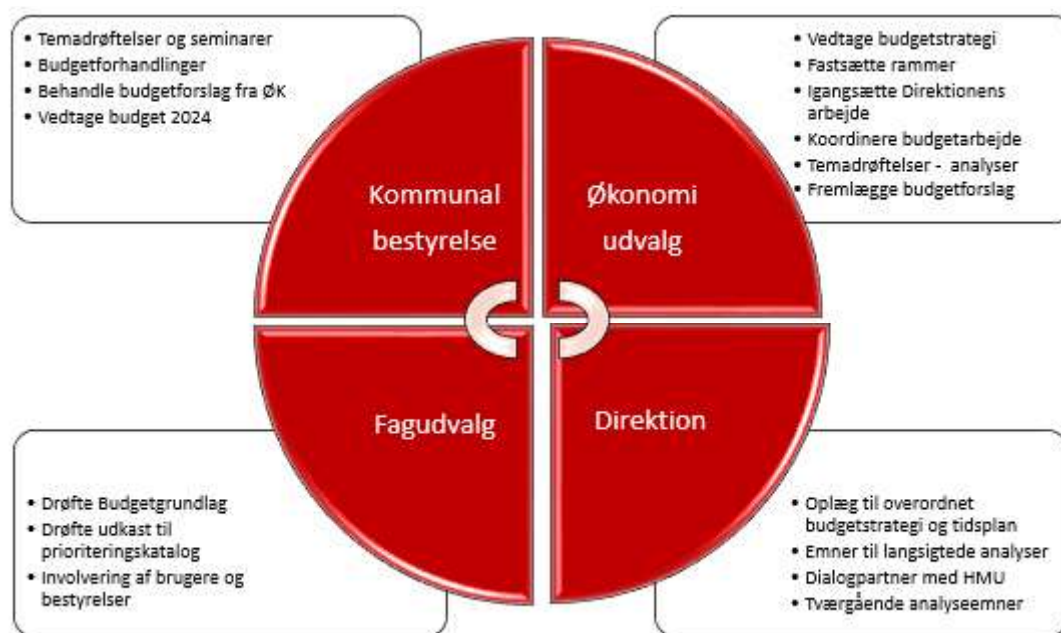 • Temadrøftelser og seminarer
• Budgetforhandlinger
• Behandle budgetforslag fra ØK
• Vedtage budget 2024
• Vedtage budgetstrategi
• Fastsætte rammer
• Igangsætte Direktionens
arbejde
• Koordinere budgetarbejde
• Temadrøftelser - analyser
• Fremlægge budgetforslag
Kommunal
bestyrelse
Økonomi
udvalg
Fagudvalg
Direktion
• Drøfte Budgetgrundlag
• Drøfte udkast til
prioriteringskatalog
• Involvering af brugere og
bestyrelser
• Oplæg til overordnet
budgetstrategi og tidsplan
• Emner til langsigtede analyser
• Dialogpartner med HMU
• Tværgående analyseemner